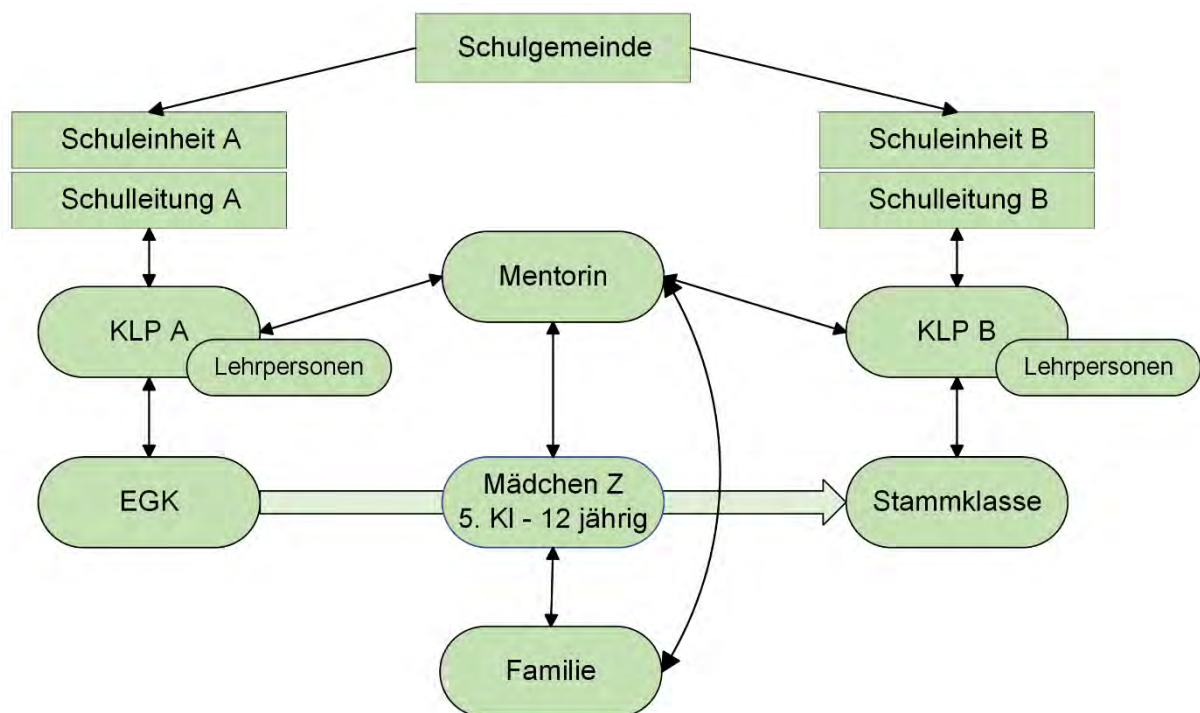 Schulgemeinde
Schuleinheit A
Schuleinheit B
Schulleitung A
Schulleitung B
Mentorin
KLP A
KLP B
Lehrpersonen
Lehrpersonen
EGK
Mädchen Z
5. Kl - 12 jährig
Stammklasse
Familie